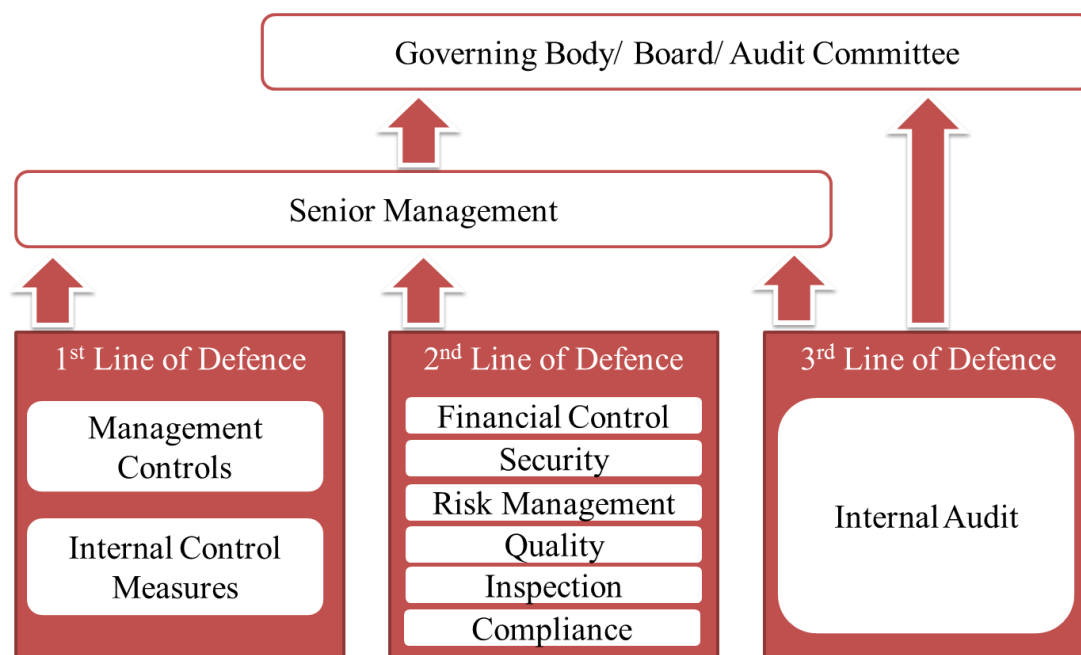 Governing Body/ Board/ Audit Committee
Senior Management
1st Line of Defence
Management
Controls
Internal Control
Measures
2nd Line of Defence
Financial Control
Security
Risk Management
Quality
Inspection
Compliance
3rd Line of Defence
Internal Audit